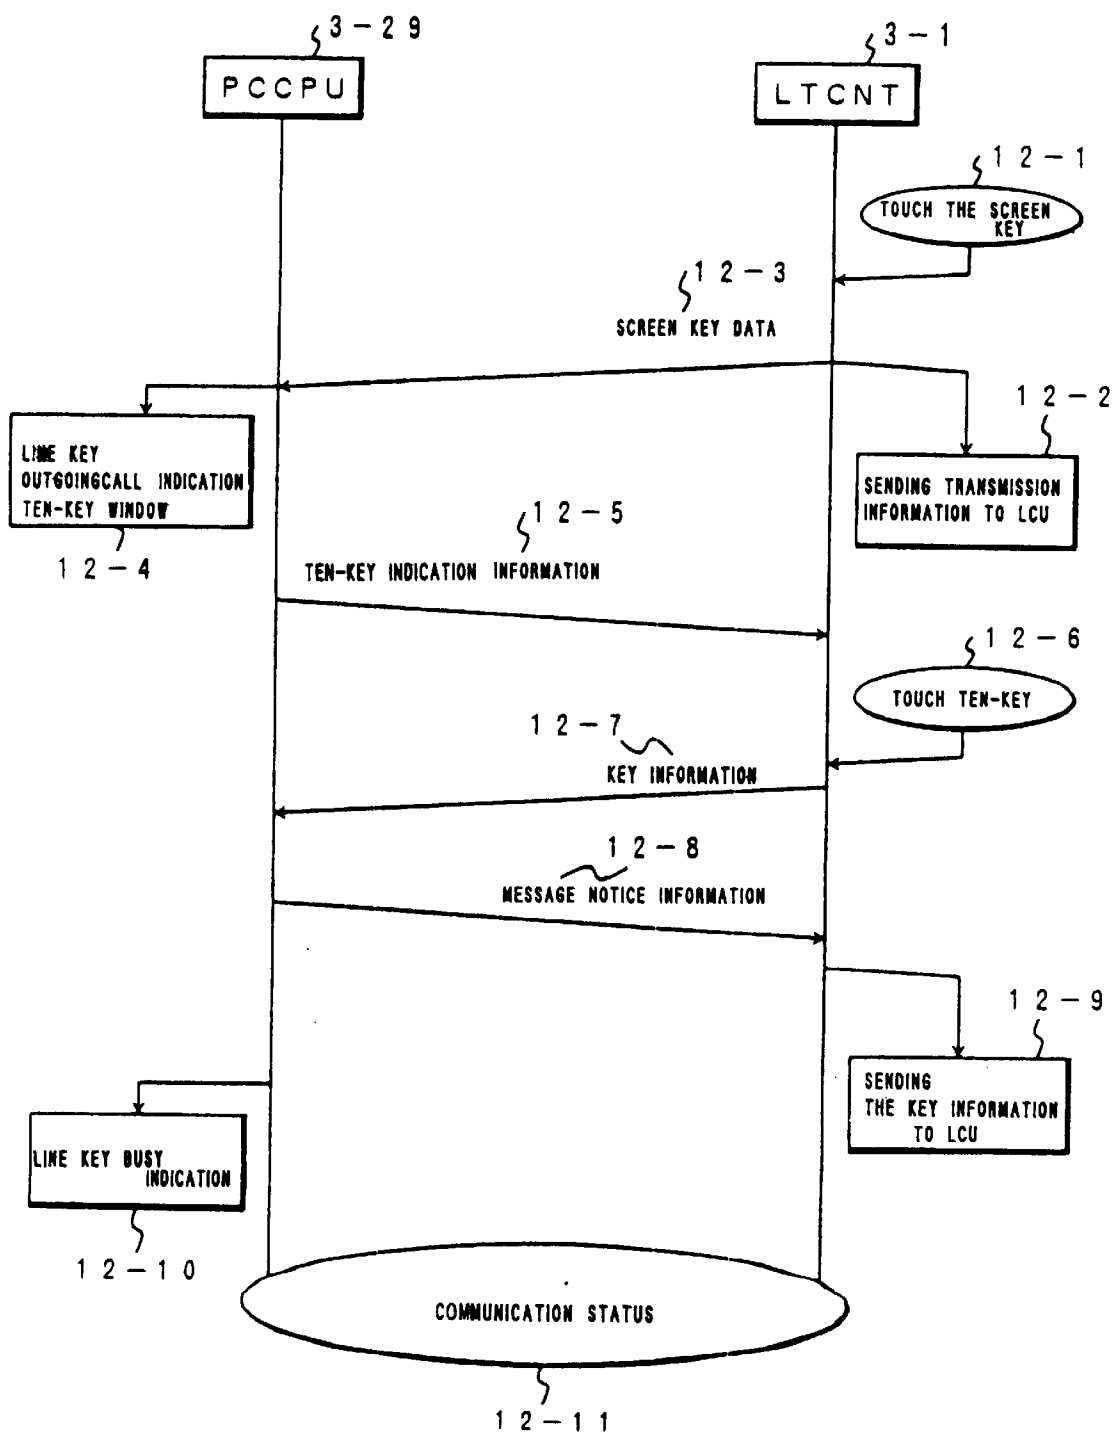 3-29
3-1
PCCPU
LTCNT
12-1
TOUCH THE SCREEN
KEY
12-3
SCREEN KEY DATA
12-2
LINE KEY
OUTGOINGCALL INDICATION
TEN-KEY WINDOW
SENDING TRANSMISSION
INFORMATION TO LCU
12-4
12-5
TEN-KEY INDICATION INFORMATION
12-6
TOUCH TEN-KEY
12-7
KEY INFORMATION
12-8
MESSAGE NOTICE INFORMATION
12-9
SENDING
THE KEY INFORMATION
TO LCU
LINE KEY BUSY
INDICATION
12-10
COMMUNICATION STATUS
12-11